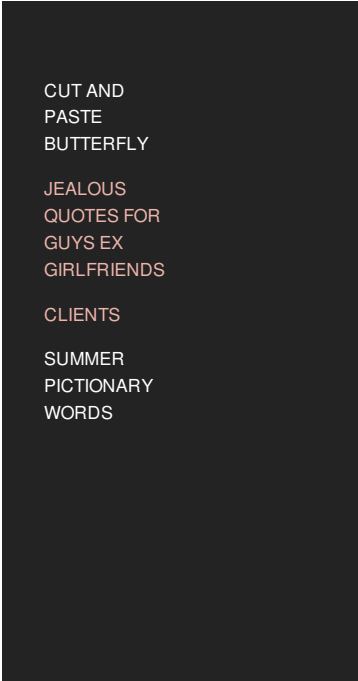 CUT AND
PASTE
BUTTERFLY
JEALOUS
QUOTES FOR
GUYS EX
GIRLFRIENDS
CLIENTS
SUMMER
PICTIONARY
WORDS